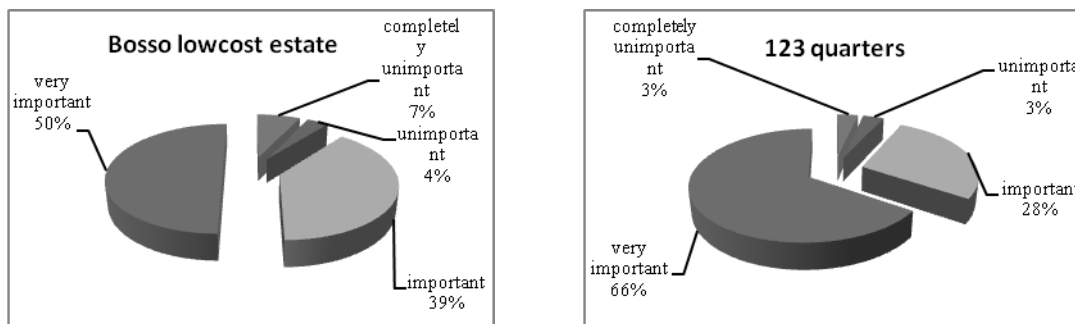 Bosso lowcost estate
completel
y
unimporta
nt
7%
unimporta
nt
4%
important
39%
very
important
50%
123 quarters
completely
unimporta
nt
3%
unimporta
nt
3%
important
28%
very
important
66%